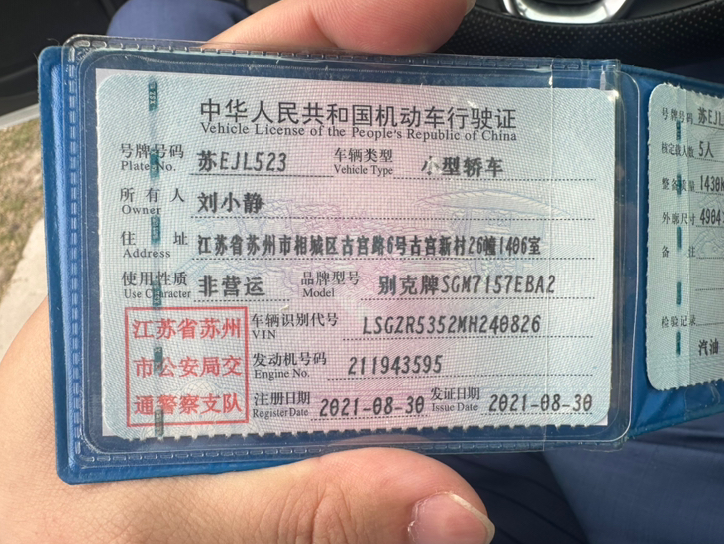 中华人民共和国机动车行驶证
Vehicle License of the People's Republic of China
号牌号码 苏EJL523 车辆类型 小型轿车
Plate No. Vehicle Type
所有人 刘小静
Owner
住址 江苏省苏州市相城区古宫路6号古宫新村26幢1406室
Address
使用性质 非营运 品牌型号 别克牌SGM7157EBA2
Use Character Model
江苏省苏州
市公安局交
通警察支队
车辆识别代号 LSGZR5352MH240826
VIN
发动机号码 211943595
Engine No.
注册日期 2021-08-30 发证日期 2021-08-30
Register Date Issue Date
号牌号码 苏EJL
核定载人数 5人
整备质量 1430K
外廓尺寸 4904
备注
检验记录
汽油